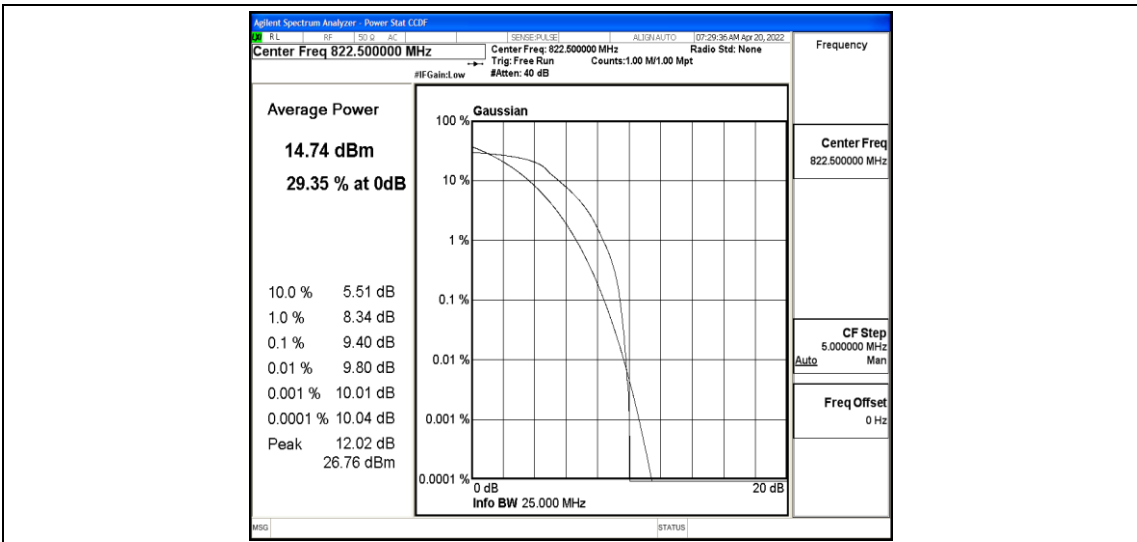 Agilent Spectrum Analyzer - Power Stat CCDF
LXI RL RF 50 Ω AC SENSE:PULSE ALIGN AUTO 07:29:36 AM Apr 20, 2022
Center Freq 822.500000 MHz
Center Freq: 822.500000 MHz Radio Std: None
Trig: Free Run Counts:1.00 M/1.00 Mpt
#IFGain:Low #Atten: 40 dB
Frequency
Average Power
14.74 dBm
29.35 % at 0dB
10.0 % 5.51 dB
1.0 % 8.34 dB
0.1 % 9.40 dB
0.01 % 9.80 dB
0.001 % 10.01 dB
0.0001 % 10.04 dB
Peak 12.02 dB
26.76 dBm
Gaussian
100 %
10 %
1 %
0.1 %
0.01 %
0.001 %
0.0001 %
0 dB 20 dB
Info BW 25.000 MHz
Center Freq
822.500000 MHz
CF Step
5.000000 MHz
Auto Man
Freq Offset
0 Hz
MSG STATUS